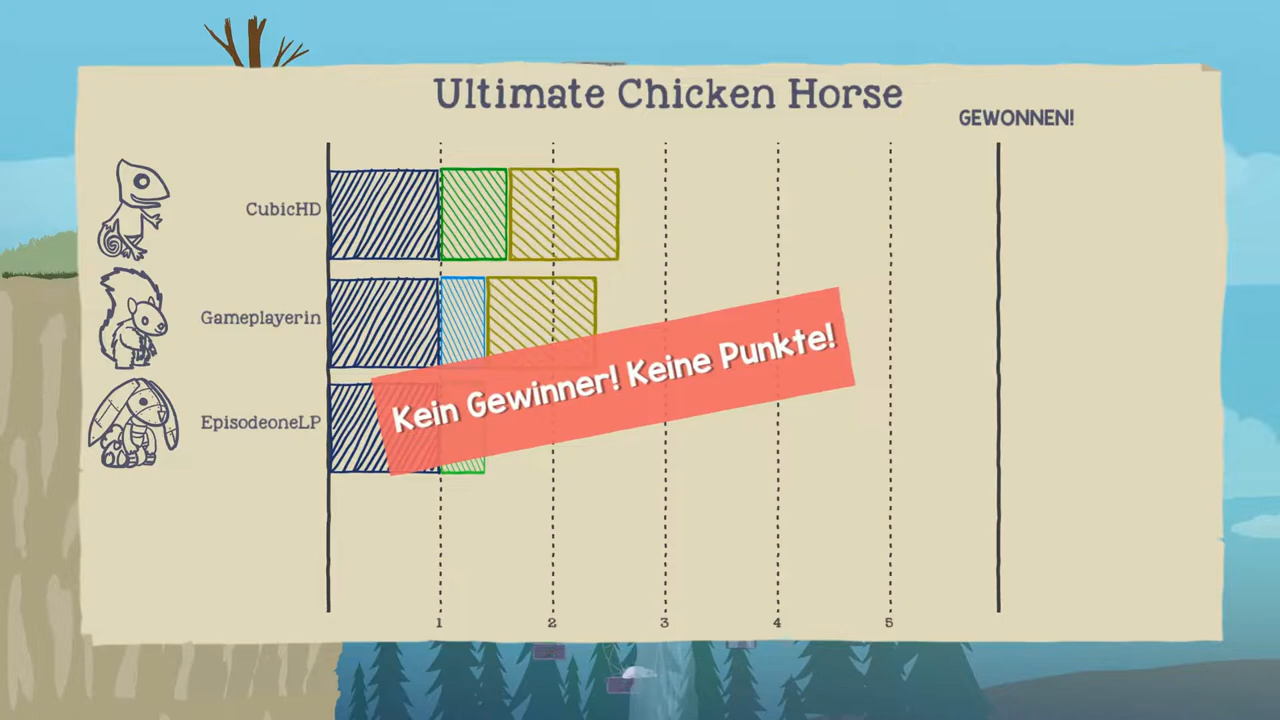 Ultimate Chicken Horse
GEWONNEN!
CubicHD
Gameplayerin
EpisodeoneLP
Kein Gewinner! Keine Punkte!
1 2 3 4 5